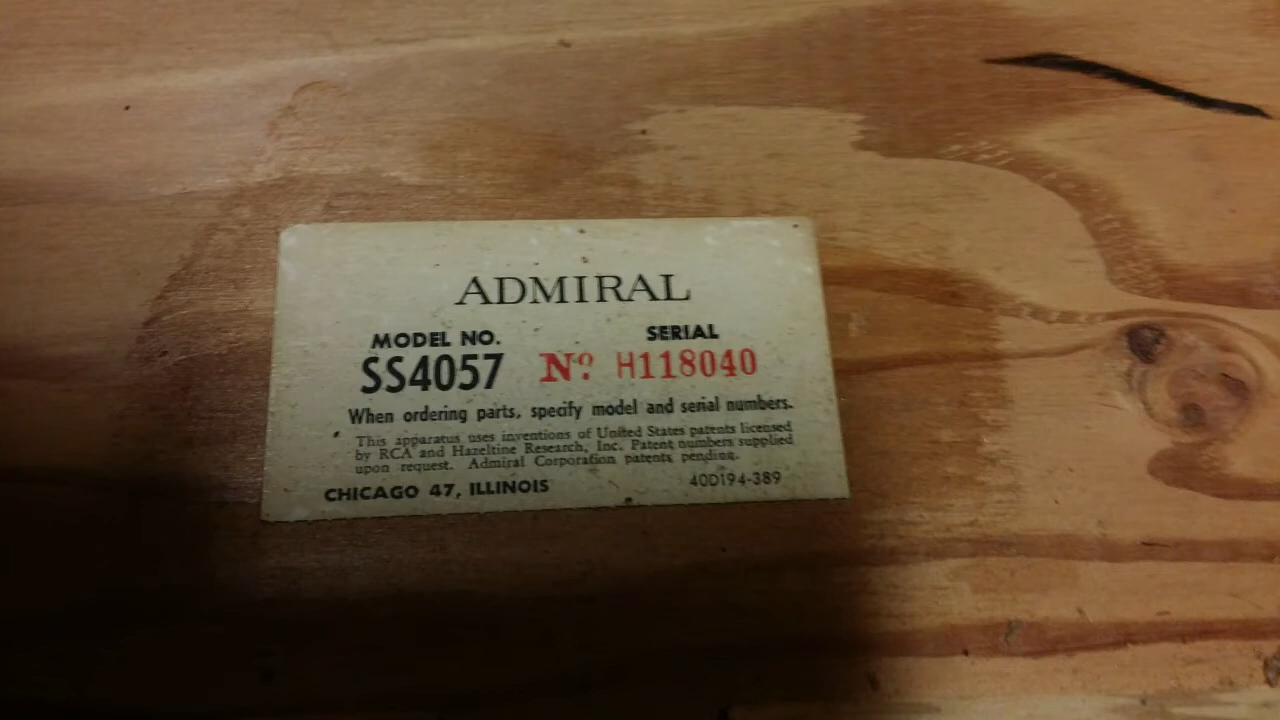 ADMIRAL
MODEL NO. SERIAL
SS4057 Nº H118040
When ordering parts, specify model and serial numbers.
This apparatus uses inventions of United States patents licensed
by RCA and Hazeltine Research, Inc. Patent numbers supplied
upon request. Admiral Corporation patents pending.
CHICAGO 47, ILLINOIS 40D194-389